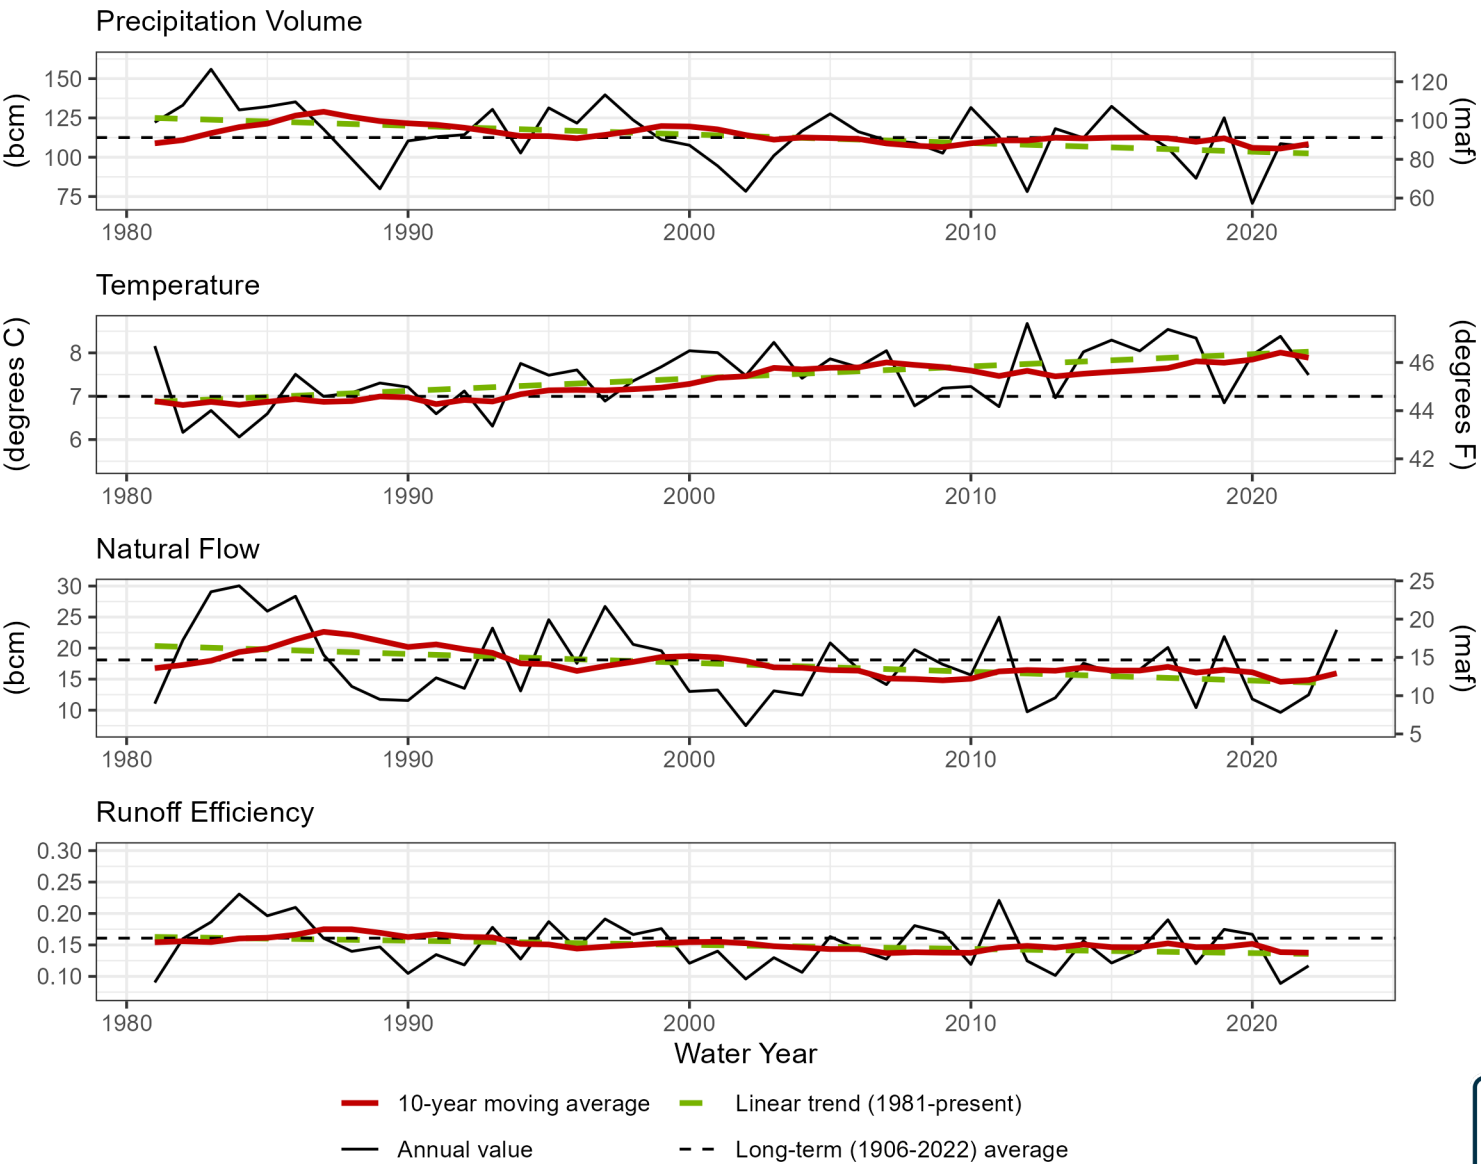 Precipitation Volume
(bcm)
150
125
100
75
120
100
80
60
(maf)
1980 1990 2000 2010 2020
Temperature
(degrees C)
8
7
6
46
44
42
(degrees F)
1980 1990 2000 2010 2020
Natural Flow
(bcm)
30
25
20
15
10
25
20
15
10
5
(maf)
1980 1990 2000 2010 2020
Runoff Efficiency
0.30
0.25
0.20
0.15
0.10
1980 1990 2000 2010 2020
Water Year
10-year moving average Linear trend (1981-present)
Annual value Long-term (1906-2022) average